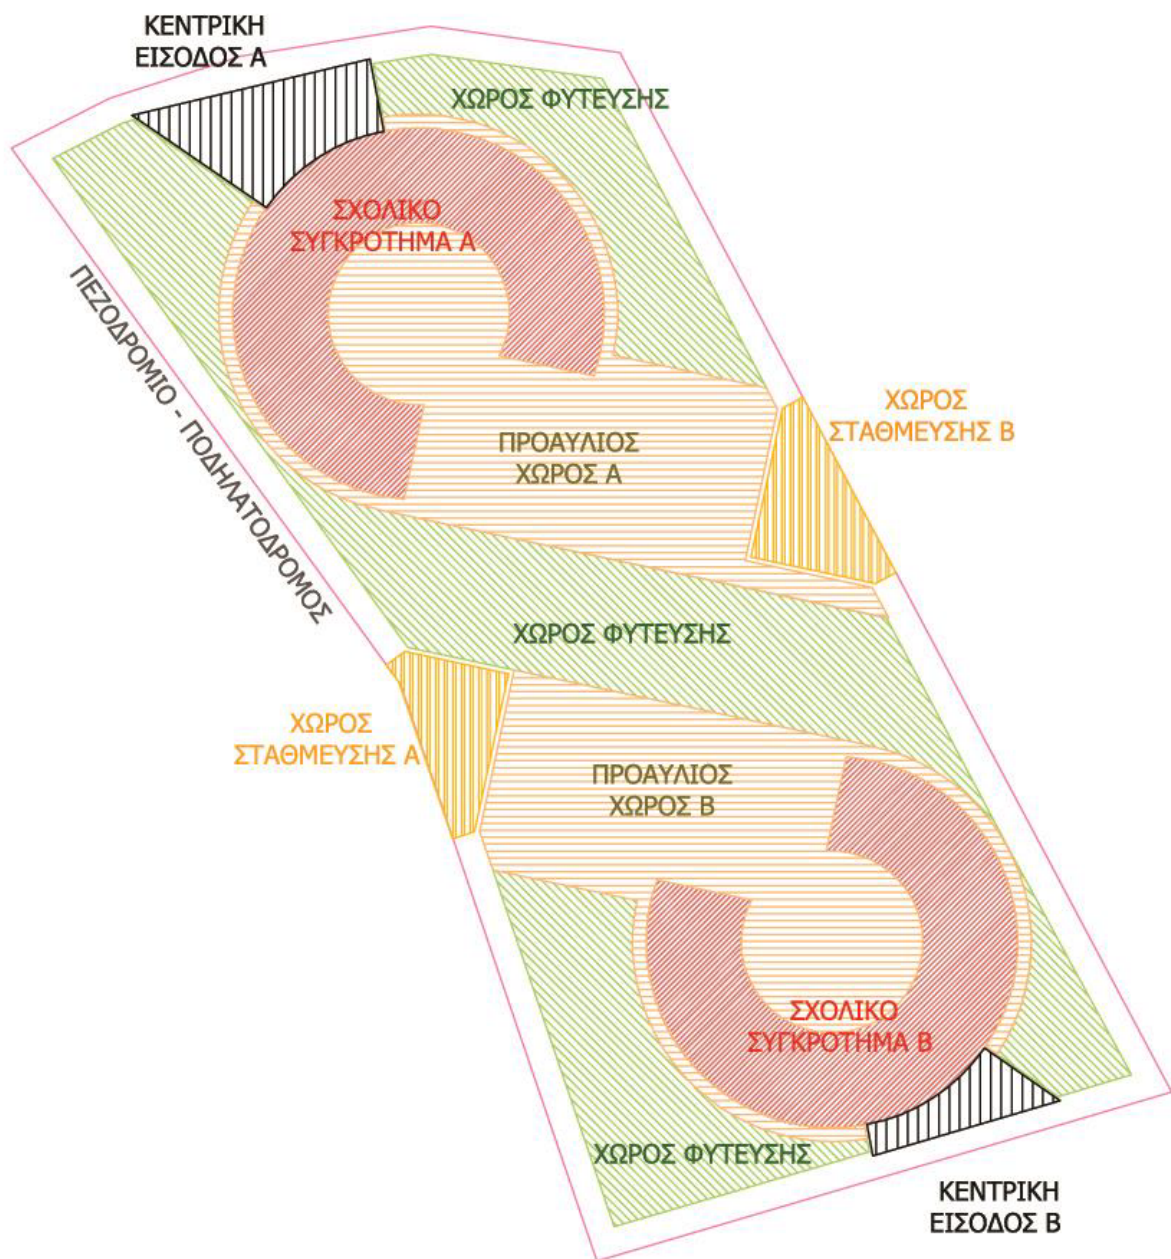 ΚΕΝΤΡΙΚΗ
ΕΙΣΟΔΟΣ Α
ΧΩΡΟΣ ΦΥΤΕΥΣΗΣ
ΣΧΟΛΙΚΟ
ΣΥΓΚΡΟΤΗΜΑ Α
ΠΕΖΟΔΡΟΜΙΟ - ΠΟΔΗΛΑΤΟΔΡΟΜΟΣ
ΧΩΡΟΣ
ΣΤΑΘΜΕΥΣΗΣ Β
ΠΡΟΑΥΛΙΟΣ
ΧΩΡΟΣ Α
ΧΩΡΟΣ ΦΥΤΕΥΣΗΣ
ΧΩΡΟΣ
ΣΤΑΘΜΕΥΣΗΣ Α
ΠΡΟΑΥΛΙΟΣ
ΧΩΡΟΣ Β
ΣΧΟΛΙΚΟ
ΣΥΓΚΡΟΤΗΜΑ Β
ΧΩΡΟΣ ΦΥΤΕΥΣΗΣ
ΚΕΝΤΡΙΚΗ
ΕΙΣΟΔΟΣ Β